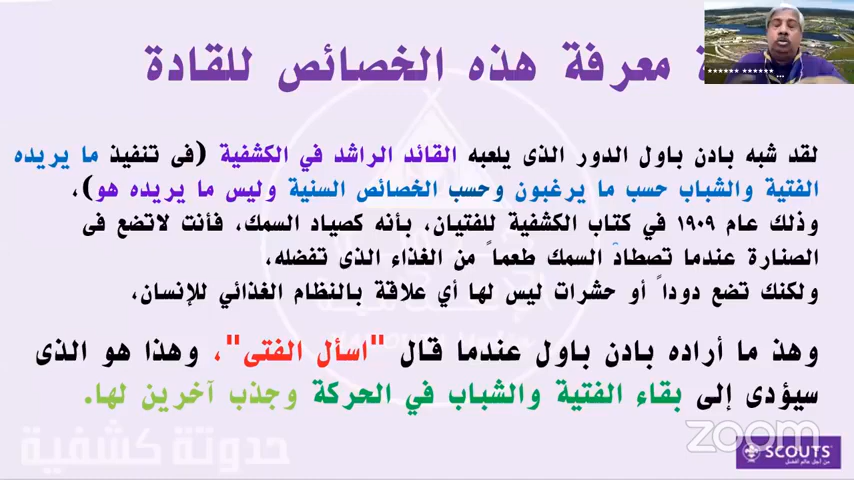 معرفة هذه الخصائص للقادة
لقد شبه بادن باول الدور الذى يلعبه القائد الراشد في الكشفية (فى تنفيذ ما يريده
الفتية والشباب حسب ما يرغبون وحسب الخصائص السنية وليس ما يريده هو)،
وذلك عام ١٩٠٩ في كتاب الكشفية للفتيان، بأنه كصياد السمك، فأنت لاتضع فى
الصنارة عندما تصطاد السمك طعماً من الغذاء الذى تفضله،
ولكنك تضع دوداً أو حشرات ليس لها أي علاقة بالنظام الغذائي للإنسان،
وهذ ما أراده بادن باول عندما قال "اسأل الفتى"، وهذا هو الذى
سيؤدى إلى بقاء الفتية والشباب في الحركة وجذب آخرين لها.
حدوتة كشفية
zoom
SCOUTS
من أجل عالم أفضل